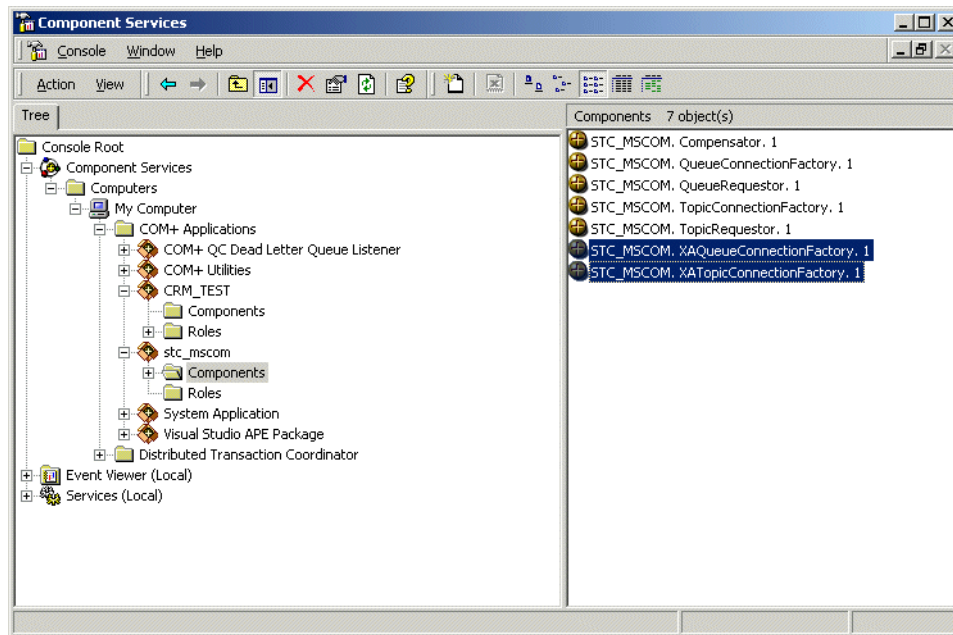 Component Services
Console Window Help
Action View
Tree
Components 7 object(s)
Console Root
Component Services
Computers
My Computer
COM+ Applications
COM+ QC Dead Letter Queue Listener
COM+ Utilities
CRM_TEST
Components
Roles
stc_mscom
Components
Roles
System Application
Visual Studio APE Package
Distributed Transaction Coordinator
Event Viewer (Local)
Services (Local)
STC_MSCOM. Compensator. 1
STC_MSCOM. QueueConnectionFactory. 1
STC_MSCOM. QueueRequestor. 1
STC_MSCOM. TopicConnectionFactory. 1
STC_MSCOM. TopicRequestor. 1
STC_MSCOM. XAQueueConnectionFactory. 1
STC_MSCOM. XATopicConnectionFactory. 1